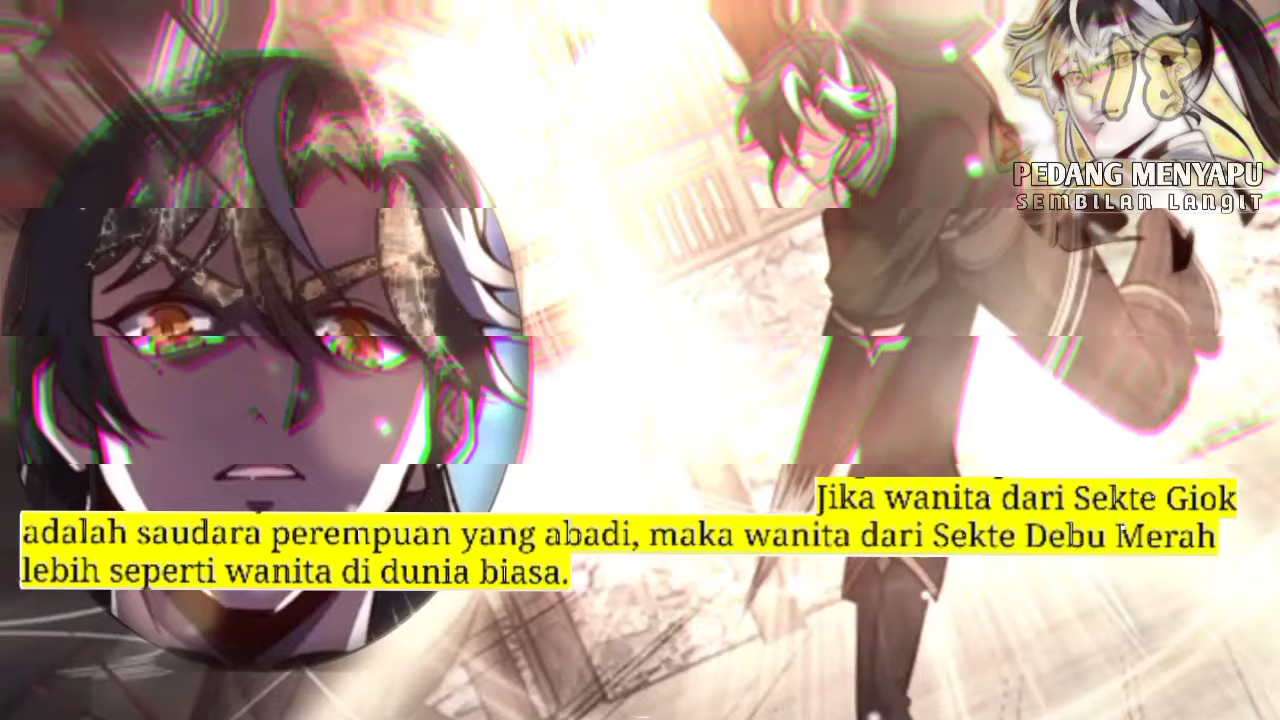 18
PEDANG MENYAPU
SEMBILAN LANGIT
Jika wanita dari Sekte Giok
adalah saudara perempuan yang abadi, maka wanita dari Sekte Debu Merah
lebih seperti wanita di dunia biasa.